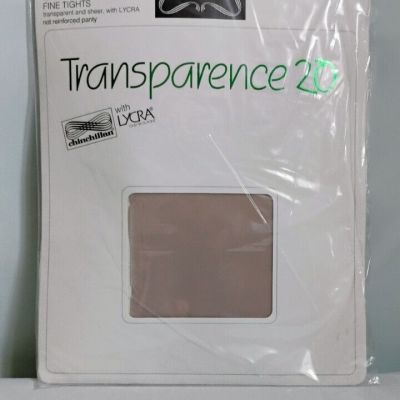 FINE TIGHTS
transparent and sheer, with LYCRA
not reinforced panty
Transparence 20
with
LYCRA®
chinchillan